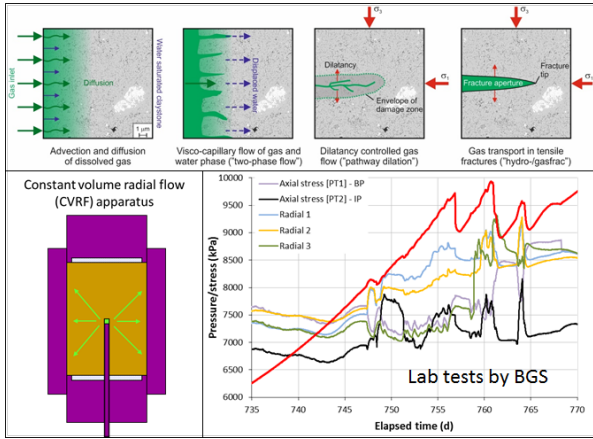 σ₃
σ₃
Gas inlet
Diffusion
Water saturated claystone
1 µm
Displaced water
Dilatancy
Envelope of
damage zone
σ₁
Fracture aperture
Fracture
tip
Advection and diffusion
of dissolved gas
Visco-capillary flow of gas and
water phase ("two-phase flow")
Dilatancy controlled gas
flow ("pathway dilation")
Gas transport in tensile
fractures ("hydro-/gasfrac")
Constant volume radial flow
(CVRF) apparatus
Pressure/stress (kPa)
10000
9500
9000
8500
8000
7500
7000
6500
6000
Axial stress [PT1] - BP
Axial stress [PT2] - IP
Radial 1
Radial 2
Radial 3
Lab tests by BGS
735 740 745 750 755 760 765 770
Elapsed time (d)